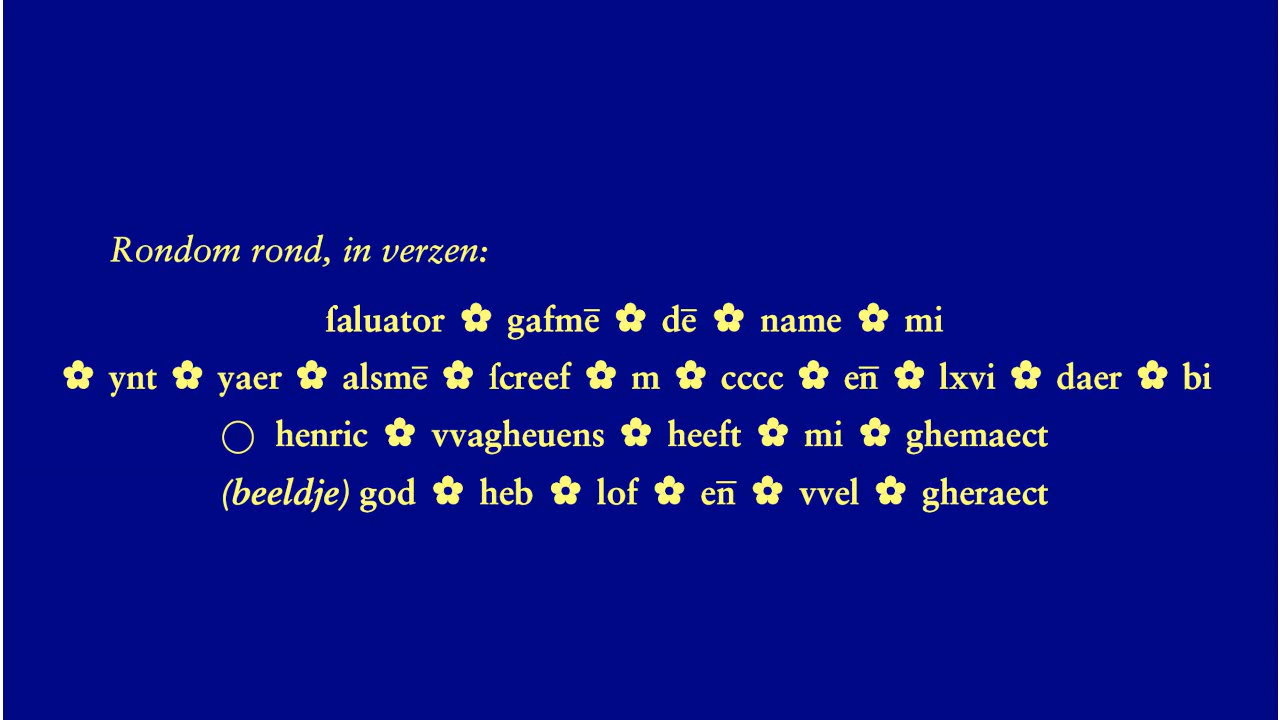 Rondom rond, in verzen:
ſaluator ✿ gafmē ✿ dē ✿ name ✿ mi
✿ ynt ✿ yaer ✿ alsmē ✿ ſcreef ✿ m ✿ cccc ✿ en̅ ✿ lxvi ✿ daer ✿ bi
◯ henric ✿ vvagheuens ✿ heeft ✿ mi ✿ ghemaect
(beeldje) god ✿ heb ✿ lof ✿ en̅ ✿ vvel ✿ gheraect